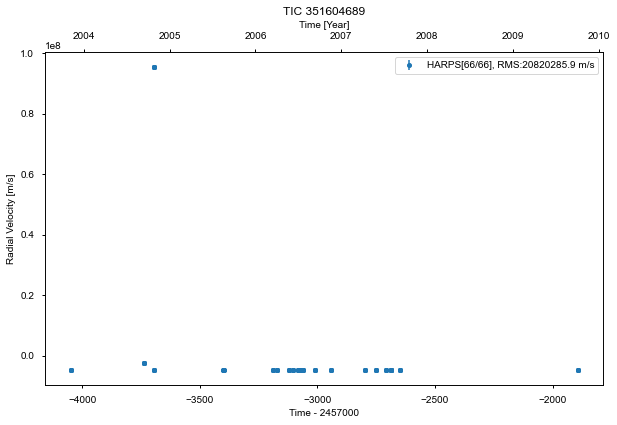 TIC 351604689
Time [Year]
2004 2005 2006 2007 2008 2009 2010
1e8
1.0
HARPS[66/66], RMS:20820285.9 m/s
0.8
0.6
Radial Velocity [m/s]
0.4
0.2
0.0
−4000 −3500 −3000 −2500 −2000
Time - 2457000